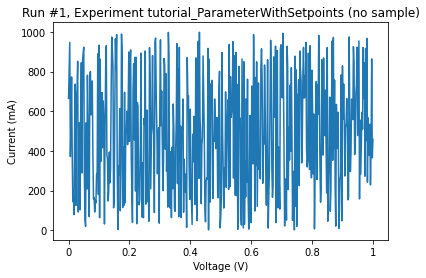 Run #1, Experiment tutorial_ParameterWithSetpoints (no sample)
1000
800
600
400
200
0
Current (mA)
0 0.2 0.4 0.6 0.8 1
Voltage (V)